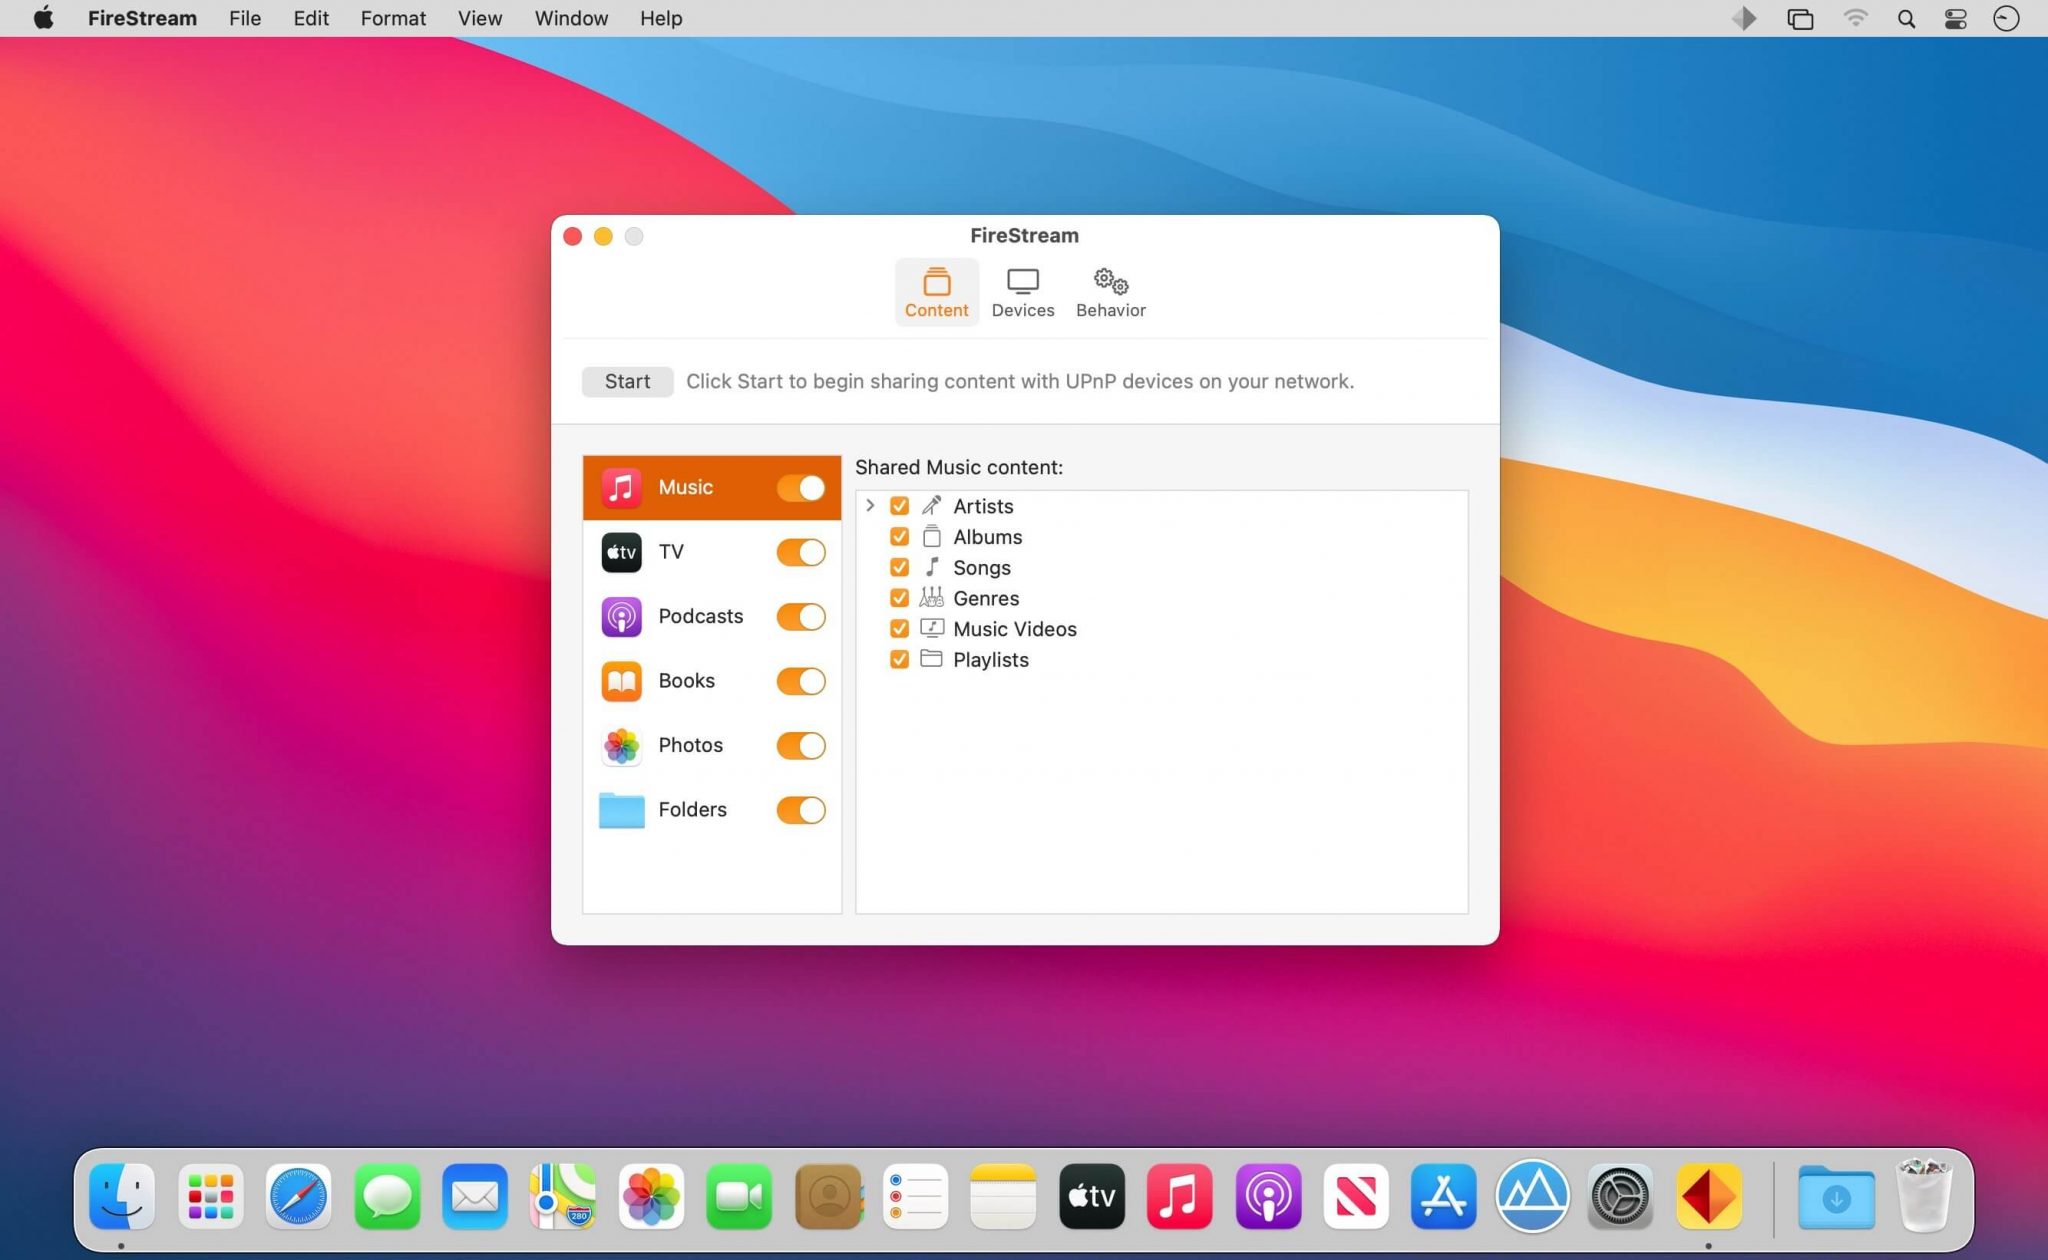 FireStream File Edit Format View Window Help
FireStream
Content Devices Behavior
Start Click Start to begin sharing content with UPnP devices on your network.
Music
tv TV
Podcasts
Books
Photos
Folders
Shared Music content:
Artists
Albums
Songs
Genres
Music Videos
Playlists
280 tv